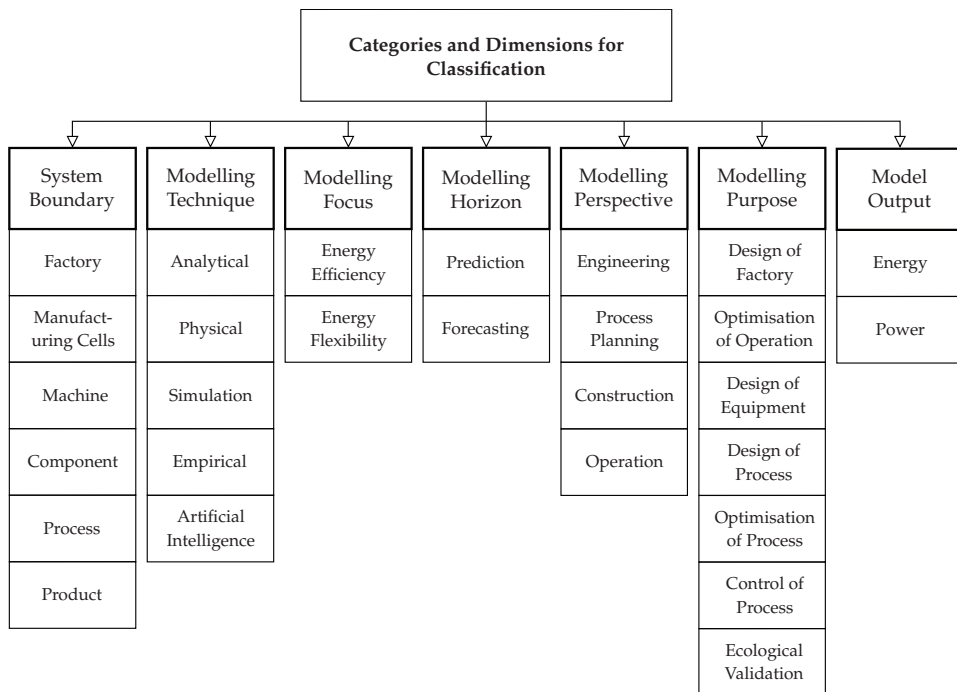 Categories and Dimensions for
Classification
System
Boundary
Factory
Manufact-
uring Cells
Machine
Component
Process
Product
Modelling
Technique
Analytical
Physical
Simulation
Empirical
Artificial
Intelligence
Modelling
Focus
Energy
Efficiency
Energy
Flexibility
Modelling
Horizon
Prediction
Forecasting
Modelling
Perspective
Engineering
Process
Planning
Construction
Operation
Modelling
Purpose
Design of
Factory
Optimisation
of Operation
Design of
Equipment
Design of
Process
Optimisation
of Process
Control of
Process
Ecological
Validation
Model
Output
Energy
Power